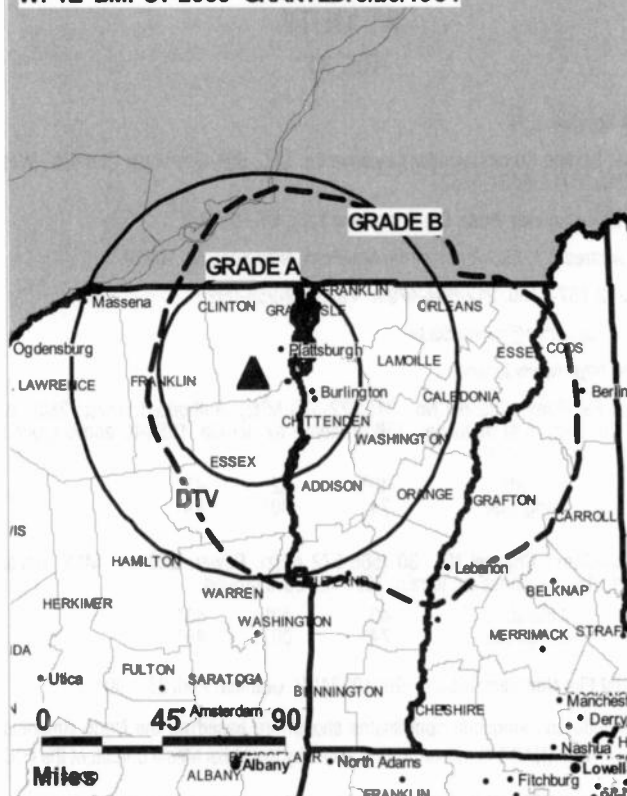 GRADE B
GRADE A
FRANKLIN
Massena
CLINTON
ORLEANS
Ogdensburg
Plattsburgh
LAMOILLE
ESSEX
COOS
LAWRENCE
FRANKLIN
Burlington
CALEDONIA
Berlin
CHITTENDEN
WASHINGTON
ESSEX
ADDISON
DTV
ORANGE
GRAFTON
CARROLL
HAMILTON
Lebanon
WARREN
BELKNAP
HERKIMER
WASHINGTON
MERRIMACK
STRAF
Utica
FULTON
SARATOGA
BENNINGTON
CHESHIRE
Manchest
0 45 90
Amsterdam
Derry
Nashua
Miles
ALBANY
Albany
North Adams
Lowell
FRANKLIN
Fitchburg